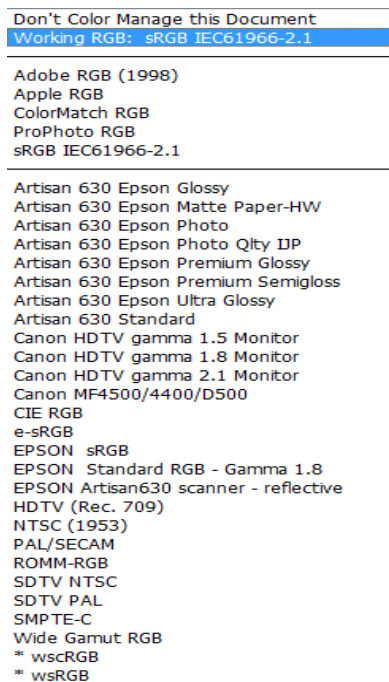 Don't Color Manage this Document
Working RGB:  sRGB IEC61966-2.1
Adobe RGB (1998)
Apple RGB
ColorMatch RGB
ProPhoto RGB
sRGB IEC61966-2.1
Artisan 630 Epson Glossy
Artisan 630 Epson Matte Paper-HW
Artisan 630 Epson Photo
Artisan 630 Epson Photo Qlty IJP
Artisan 630 Epson Premium Glossy
Artisan 630 Epson Premium Semigloss
Artisan 630 Epson Ultra Glossy
Artisan 630 Standard
Canon HDTV gamma 1.5 Monitor
Canon HDTV gamma 1.8 Monitor
Canon HDTV gamma 2.1 Monitor
Canon MF4500/4400/D500
CIE RGB
e-sRGB
EPSON  sRGB
EPSON  Standard RGB - Gamma 1.8
EPSON Artisan630 scanner - reflective
HDTV (Rec. 709)
NTSC (1953)
PAL/SECAM
ROMM-RGB
SDTV NTSC
SDTV PAL
SMPTE-C
Wide Gamut RGB
* wscRGB
* wsRGB